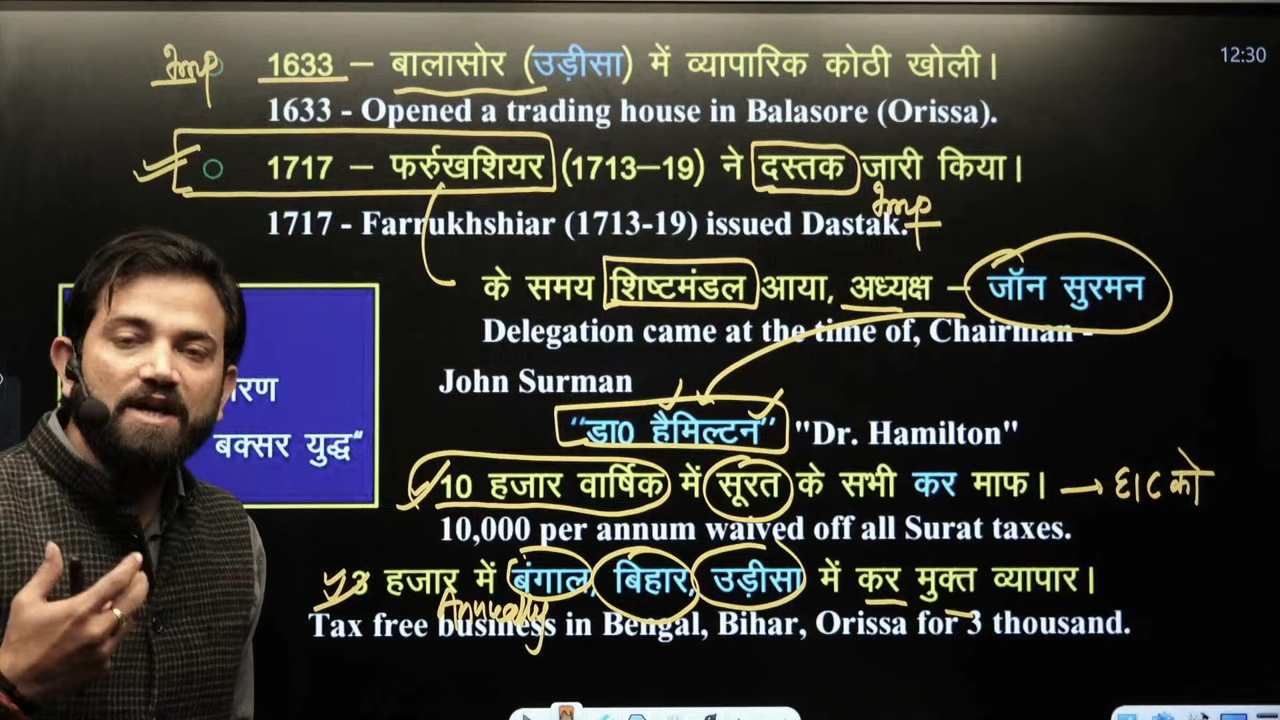 12:30
Imp 1633 – बालासोर (उड़ीसा) में व्यापारिक कोठी खोली।
1633 - Opened a trading house in Balasore (Orissa).
1717 – फर्रुखशियर (1713–19) ने दस्तक जारी किया।
Imp
1717 - Farrukhshiar (1713-19) issued Dastak.
के समय शिष्टमंडल आया, अध्यक्ष – जॉन सुरमन
Delegation came at the time of, Chairman -
John Surman
"डा0 हैमिल्टन" "Dr. Hamilton"
बक्सर युद्ध"
10 हजार वार्षिक में सूरत के सभी कर माफ। → EIC को
10,000 per annum waived off all Surat taxes.
3 हजार में बंगाल, बिहार, उड़ीसा में कर मुक्त व्यापार।
Annually
Tax free business in Bengal, Bihar, Orissa for 3 thousand.